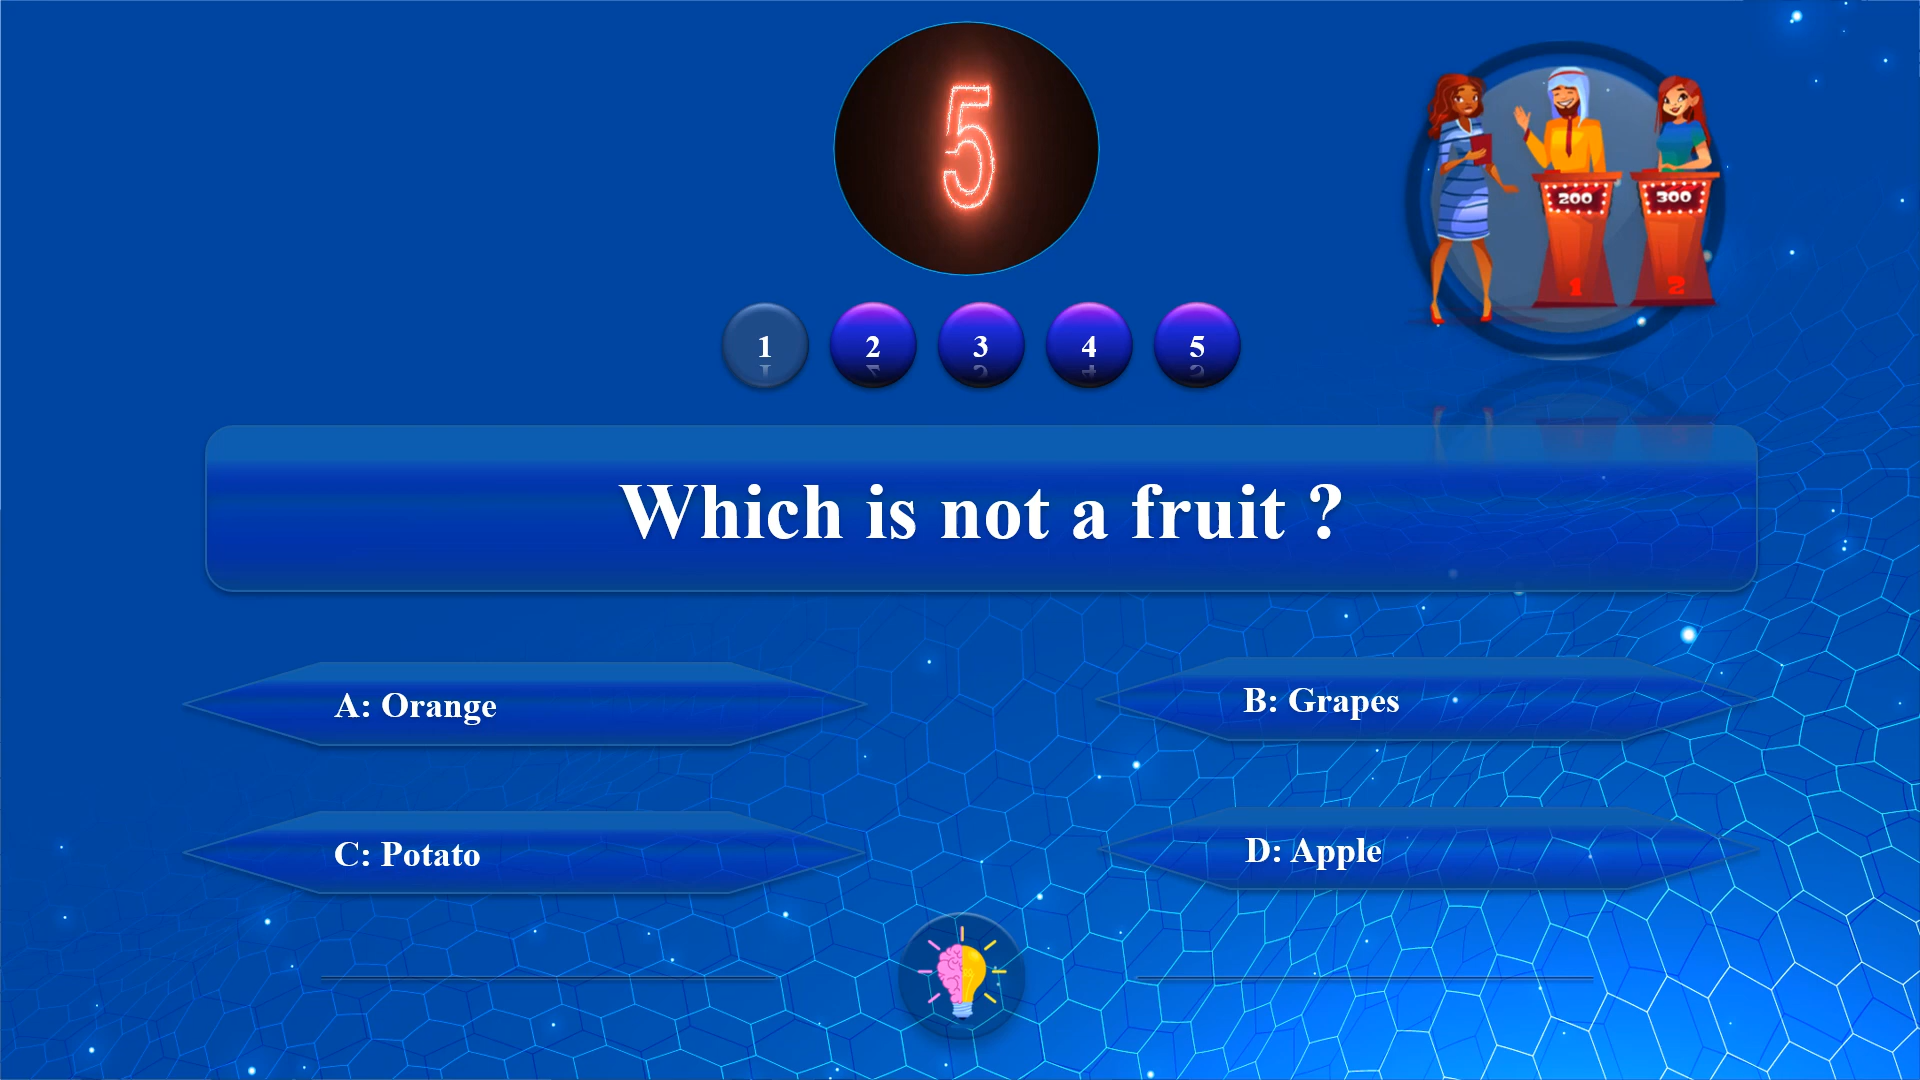 5
200 300
1 2
1 2 3 4 5
Which is not a fruit ?
A: Orange
B: Grapes
C: Potato
D: Apple